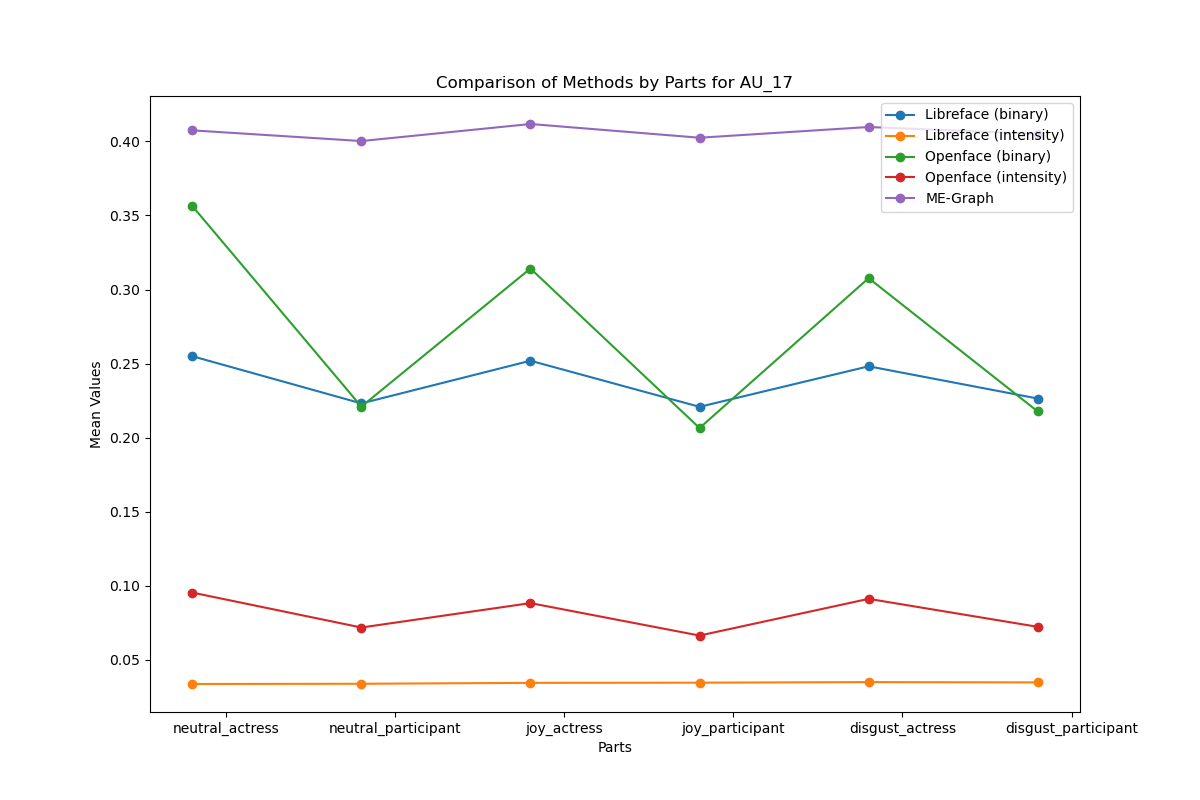 Comparison of Methods by Parts for AU_17
Libreface (binary)
Libreface (intensity)
Openface (binary)
Openface (intensity)
ME-Graph
0.40
0.35
0.30
0.25
0.20
0.15
0.10
0.05
Mean Values
neutral_actress neutral_participant joy_actress joy_participant disgust_actress disgust_participant
Parts